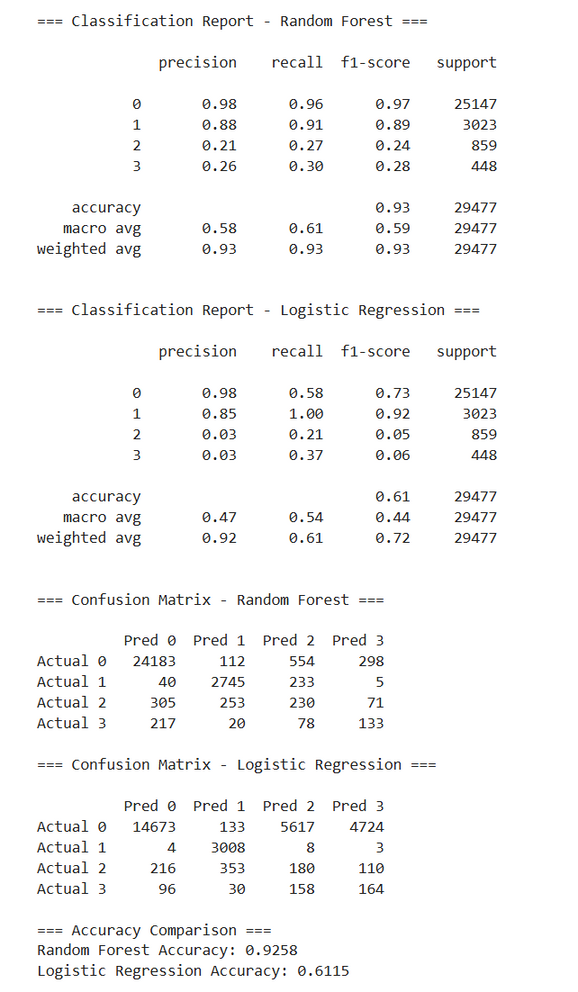 === Classification Report - Random Forest ===
precision recall f1-score support
0 0.98 0.96 0.97 25147
1 0.88 0.91 0.89 3023
2 0.21 0.27 0.24 859
3 0.26 0.30 0.28 448
accuracy 0.93 29477
macro avg 0.58 0.61 0.59 29477
weighted avg 0.93 0.93 0.93 29477
=== Classification Report - Logistic Regression ===
precision recall f1-score support
0 0.98 0.58 0.73 25147
1 0.85 1.00 0.92 3023
2 0.03 0.21 0.05 859
3 0.03 0.37 0.06 448
accuracy 0.61 29477
macro avg 0.47 0.54 0.44 29477
weighted avg 0.92 0.61 0.72 29477
=== Confusion Matrix - Random Forest ===
Pred 0 Pred 1 Pred 2 Pred 3
Actual 0 24183 112 554 298
Actual 1 40 2745 233 5
Actual 2 305 253 230 71
Actual 3 217 20 78 133
=== Confusion Matrix - Logistic Regression ===
Pred 0 Pred 1 Pred 2 Pred 3
Actual 0 14673 133 5617 4724
Actual 1 4 3008 8 3
Actual 2 216 353 180 110
Actual 3 96 30 158 164
=== Accuracy Comparison ===
Random Forest Accuracy: 0.9258
Logistic Regression Accuracy: 0.6115